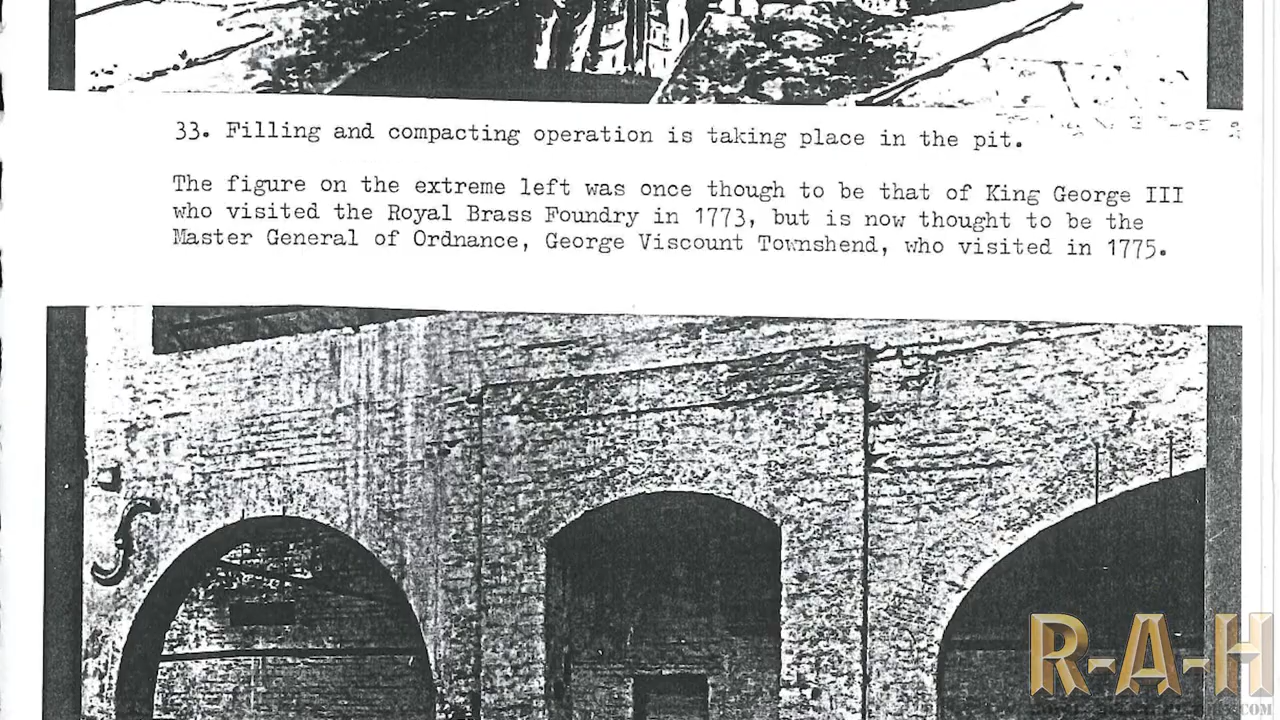 33. Filling and compacting operation is taking place in the pit.
The figure on the extreme left was once though to be that of King George III
who visited the Royal Brass Foundry in 1773, but is now thought to be the
Master General of Ordnance, George Viscount Townshend, who visited in 1775.
R-A-H